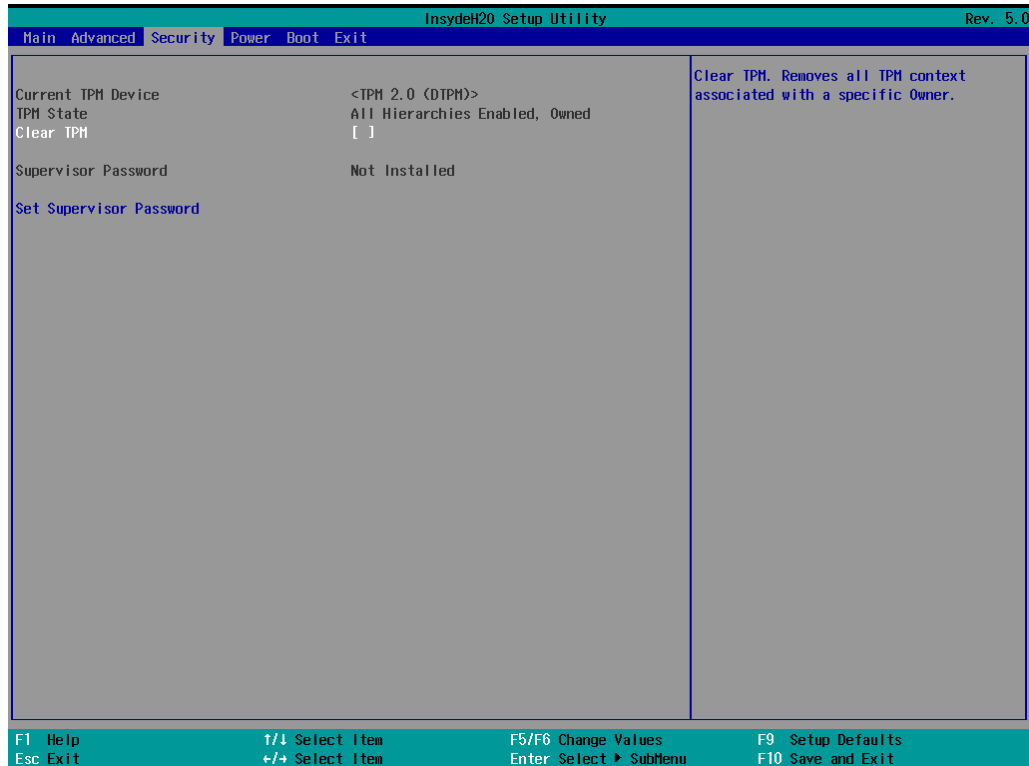 InsydeH20 Setup Utility Rev. 5.0
Main Advanced Security Power Boot Exit
Clear TPM. Removes all TPM context
associated with a specific Owner.
Current TPM Device <TPM 2.0 (DTPM)>
TPM State All Hierarchies Enabled, Owned
Clear TPM [ ]
Supervisor Password Not Installed
Set Supervisor Password
F1 Help ↑/↓ Select Item F5/F6 Change Values F9 Setup Defaults
Esc Exit ←/→ Select Item Enter Select ▶ SubMenu F10 Save and Exit